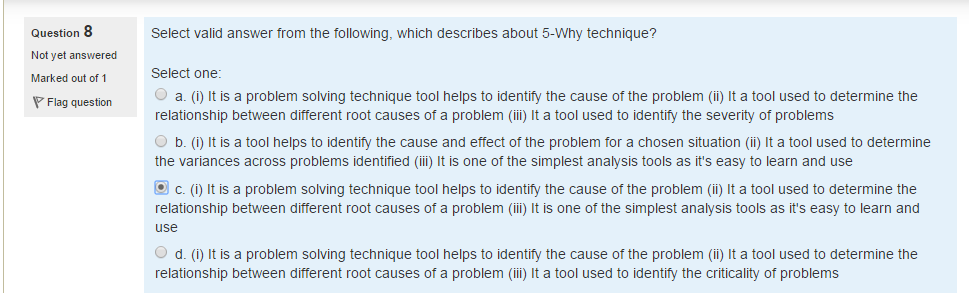 Question 8
Not yet answered
Marked out of 1
Flag question
Select valid answer from the following, which describes about 5-Why technique?
Select one:
a. (i) It is a problem solving technique tool helps to identify the cause of the problem (ii) It a tool used to determine the
relationship between different root causes of a problem (iii) It a tool used to identify the severity of problems
b. (i) It is a tool helps to identify the cause and effect of the problem for a chosen situation (ii) It a tool used to determine
the variances across problems identified (iii) It is one of the simplest analysis tools as it's easy to learn and use
c. (i) It is a problem solving technique tool helps to identify the cause of the problem (ii) It a tool used to determine the
relationship between different root causes of a problem (iii) It is one of the simplest analysis tools as it's easy to learn and
use
d. (i) It is a problem solving technique tool helps to identify the cause of the problem (ii) It a tool used to determine the
relationship between different root causes of a problem (iii) It a tool used to identify the criticality of problems